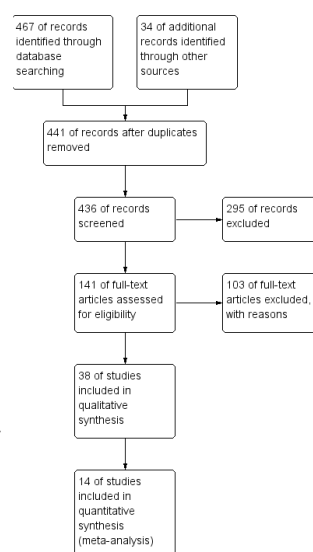 467 of records
identified through
database
searching
34 of additional
records identified
through other
sources
441 of records after duplicates
removed
436 of records
screened
295 of records
excluded
141 of full-text
articles assessed
for eligibility
103 of full-text
articles excluded,
with reasons
38 of studies
included in
qualitative
synthesis
14 of studies
included in
quantitative
synthesis
(meta-analysis)